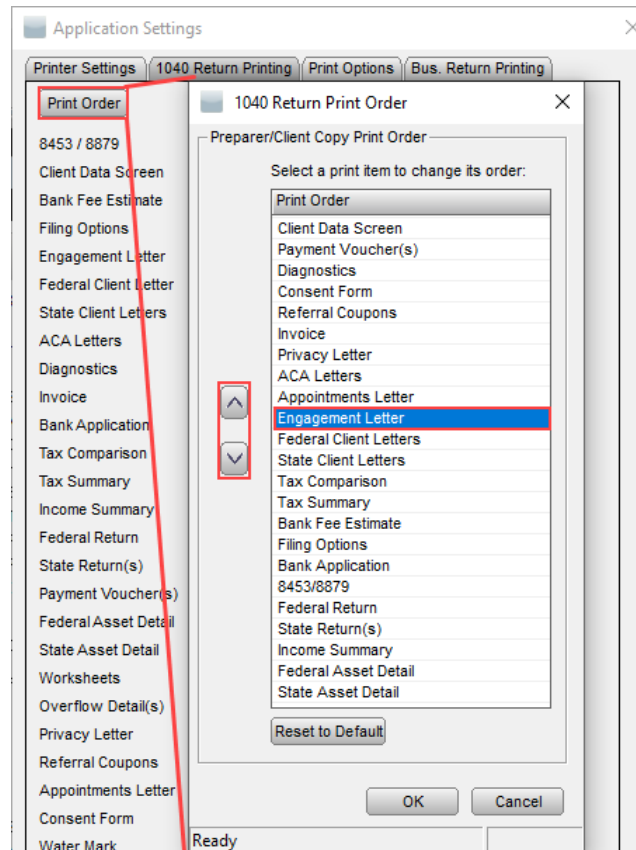 Application Settings
Printer Settings 1040 Return Printing Print Options Bus. Return Printing
Print Order
8453 / 8879
Client Data Screen
Bank Fee Estimate
Filing Options
Engagement Letter
Federal Client Letter
State Client Letters
ACA Letters
Diagnostics
Invoice
Bank Application
Tax Comparison
Tax Summary
Income Summary
Federal Return
State Return(s)
Payment Voucher(s)
Federal Asset Detail
State Asset Detail
Worksheets
Overflow Detail(s)
Privacy Letter
Referral Coupons
Appointments Letter
Consent Form
Water Mark
1040 Return Print Order
Preparer/Client Copy Print Order
Select a print item to change its order:
Print Order
Client Data Screen
Payment Voucher(s)
Diagnostics
Consent Form
Referral Coupons
Invoice
Privacy Letter
ACA Letters
Appointments Letter
Engagement Letter
Federal Client Letters
State Client Letters
Tax Comparison
Tax Summary
Bank Fee Estimate
Filing Options
Bank Application
8453/8879
Federal Return
State Return(s)
Income Summary
Federal Asset Detail
State Asset Detail
Reset to Default
OK Cancel
Ready